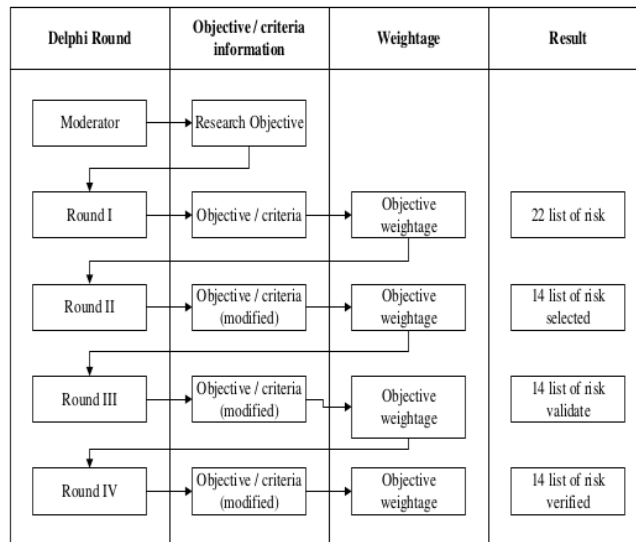 Delphi Round
Objective / criteria
information
Weightage
Result
Moderator
Research Objective
Round I
Objective / criteria
Objective
weightage
22 list of risk
Round II
Objective / criteria
(modified)
Objective
weightage
14 list of risk
selected
Round III
Objective / criteria
(modified)
Objective
weightage
14 list of risk
validate
Round IV
Objective / criteria
(modified)
Objective
weightage
14 list of risk
verified